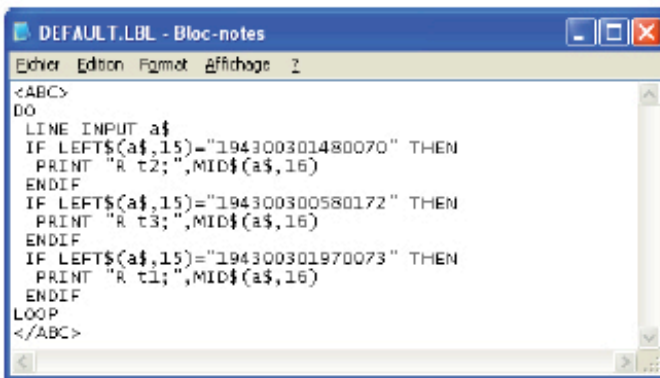 DEFAULT.LBL - Bloc-notes
Fichier Edition Format Affichage ?
<ABC>
DO
LINE INPUT a$
IF LEFT$(a$,15)="194300301480070" THEN
PRINT "R t2;",MID$(a$,16)
ENDIF
IF LEFT$(a$,15)="194300300580172" THEN
PRINT "R t3;",MID$(a$,16)
ENDIF
IF LEFT$(a$,15)="194300301970073" THEN
PRINT "R t1;",MID$(a$,16)
ENDIF
LOOP
</ABC>